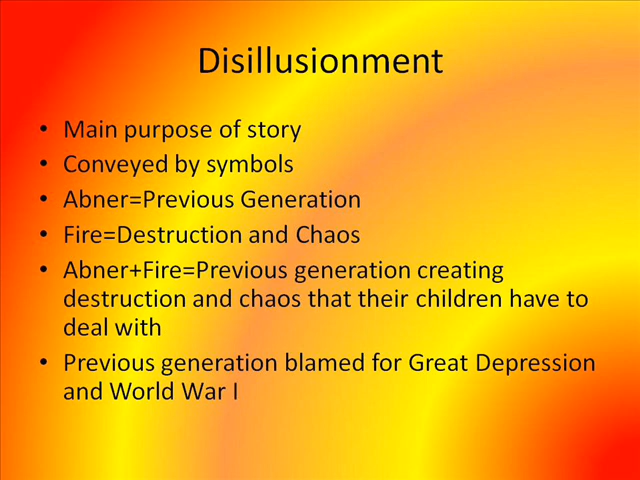 Disillusionment
• Main purpose of story
• Conveyed by symbols
• Abner=Previous Generation
• Fire=Destruction and Chaos
• Abner+Fire=Previous generation creating
destruction and chaos that their children have to
deal with
• Previous generation blamed for Great Depression
and World War I